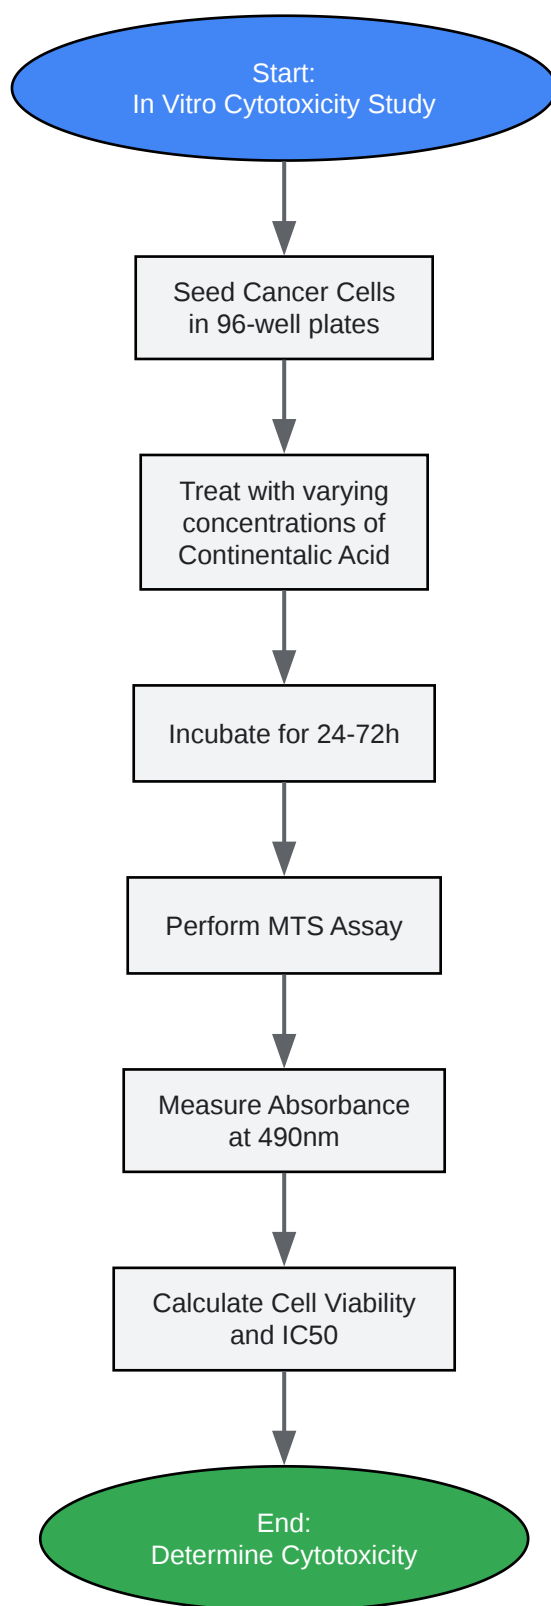 Start:
In Vitro Cytotoxicity Study
Seed Cancer Cells
in 96-well plates
Treat with varying
concentrations of
Continentalic Acid
Incubate for 24-72h
Perform MTS Assay
Measure Absorbance
at 490nm
Calculate Cell Viability
and IC50
End:
Determine Cytotoxicity